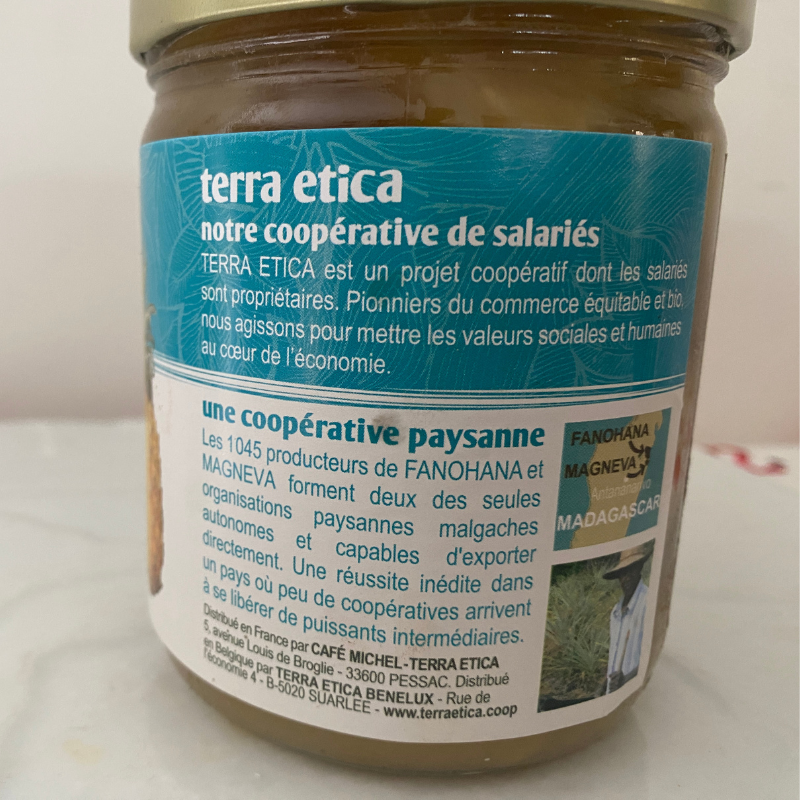 terra etica
notre coopérative de salariés
TERRA ETICA est un projet coopératif dont les salariés
sont propriétaires. Pionniers du commerce équitable et bio,
nous agissons pour mettre les valeurs sociales et humaines
au cœur de l'économie.
une coopérative paysanne
Les 1045 producteurs de FANOHANA et
MAGNEVA forment deux des seules
organisations paysannes malgaches
autonomes et capables d'exporter
directement. Une réussite inédite dans
un pays où peu de coopératives arrivent
à se libérer de puissants intermédiaires.
Distribué en France par CAFÉ MICHEL - TERRA ETICA
5, avenue Louis de Broglie - 33600 PESSAC. Distribué
en Belgique par TERRA ETICA BENELUX - Rue de
l'économie 4 - B-5020 SUARLEE - www.terraetica.coop
FANOHANA
MAGNEVA
Antananarivo
MADAGASCAR